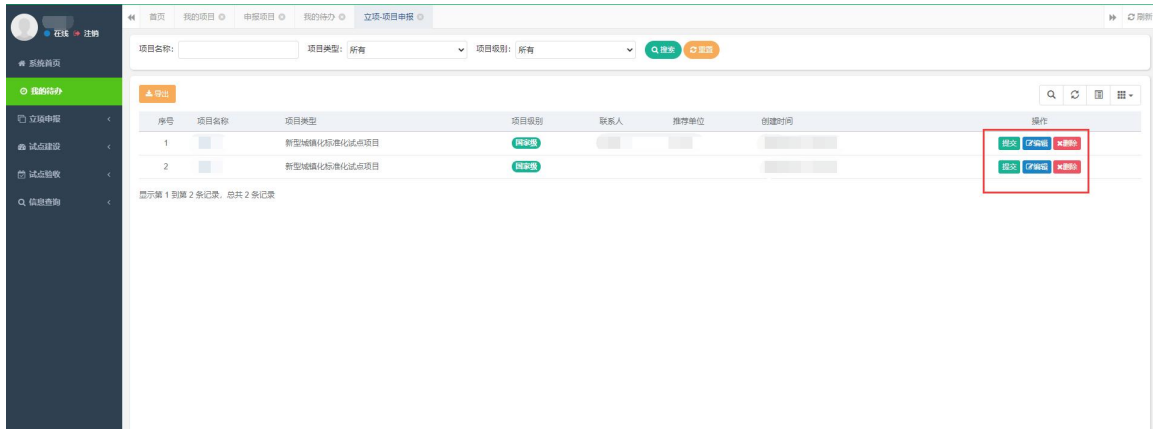 首页 我的项目 申报项目 我的待办 立项-项目申报 刷新
在线 注销
系统首页
我的待办
立项申报
试点建设
试点验收
信息查询
项目名称: 项目类型: 所有 项目级别: 所有 搜索 重置
导出
序号 项目名称 项目类型 项目级别 联系人 推荐单位 创建时间 操作
1 新型城镇化标准化试点项目 国家级 提交 编辑 删除
2 新型城镇化标准化试点项目 国家级 提交 编辑 删除
显示第 1 到第 2 条记录，总共 2 条记录